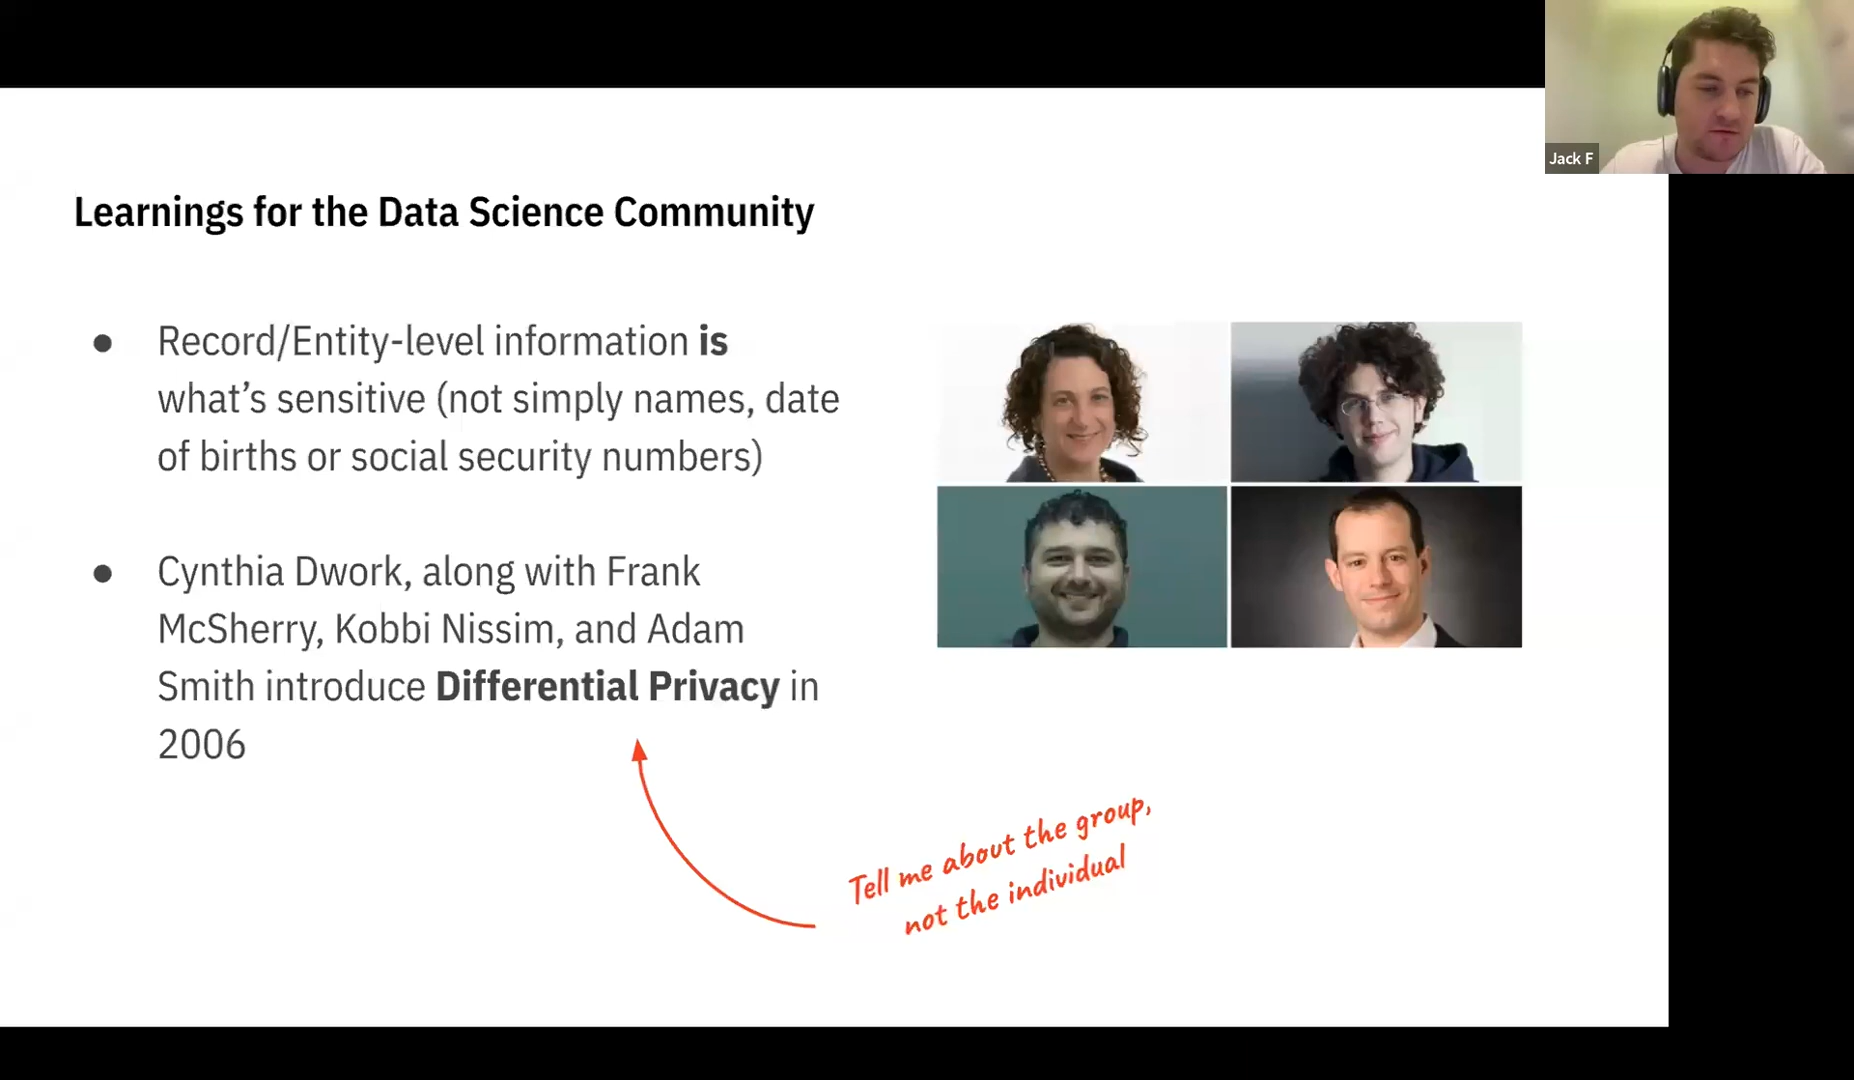 Jack F
Learnings for the Data Science Community
● Record/Entity-level information is
what’s sensitive (not simply names, date
of births or social security numbers)
● Cynthia Dwork, along with Frank
McSherry, Kobbi Nissim, and Adam
Smith introduce Differential Privacy in
2006
Tell me about the group,
not the individual